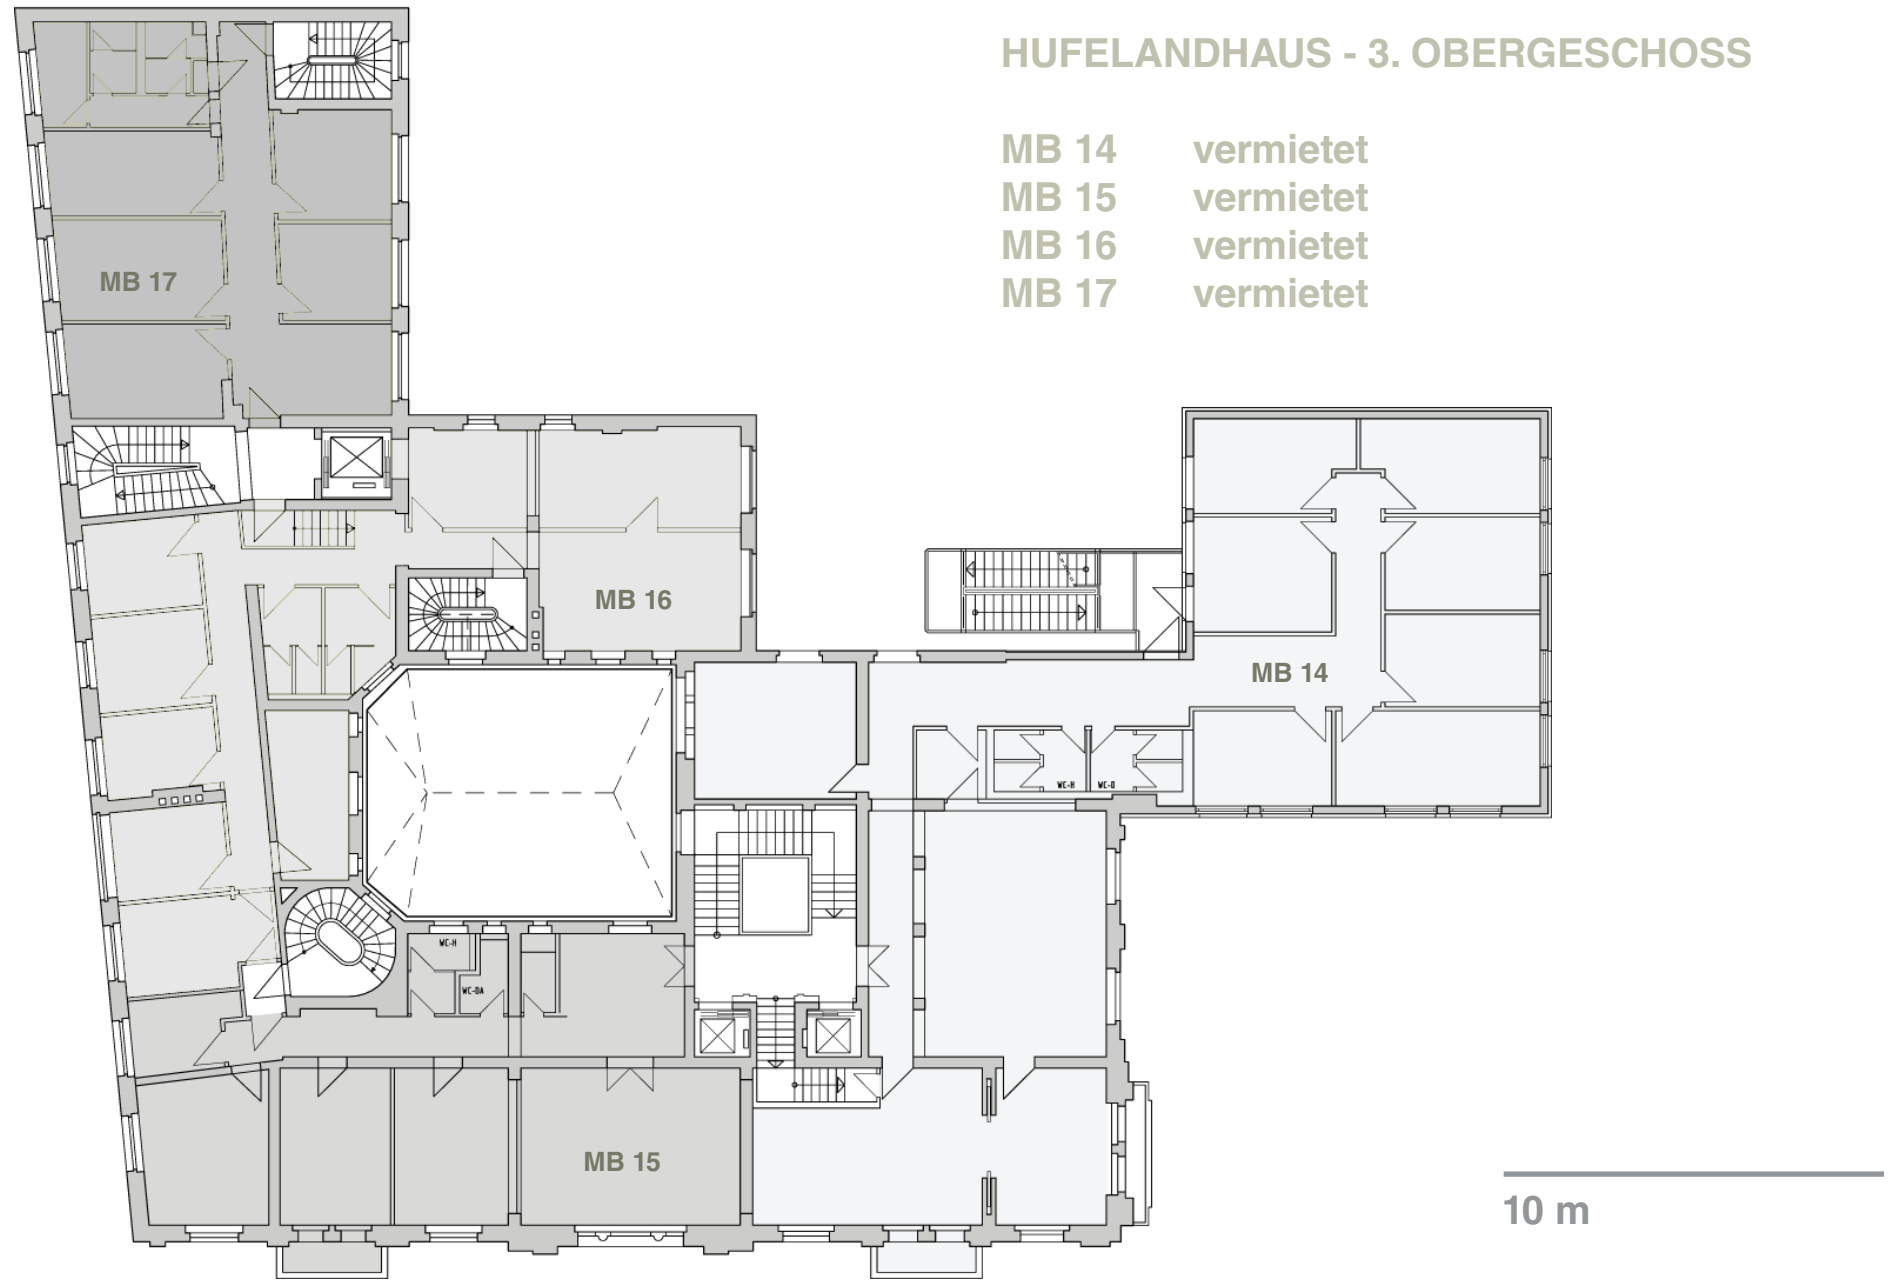 HUFELANDHAUS - 3. OBERGESCHOSS
MB 14 vermietet
MB 15 vermietet
MB 16 vermietet
MB 17 vermietet
MB 17
MB 16
MB 14
WC-H WC-D
WC-H
WC-DA
MB 15
10 m